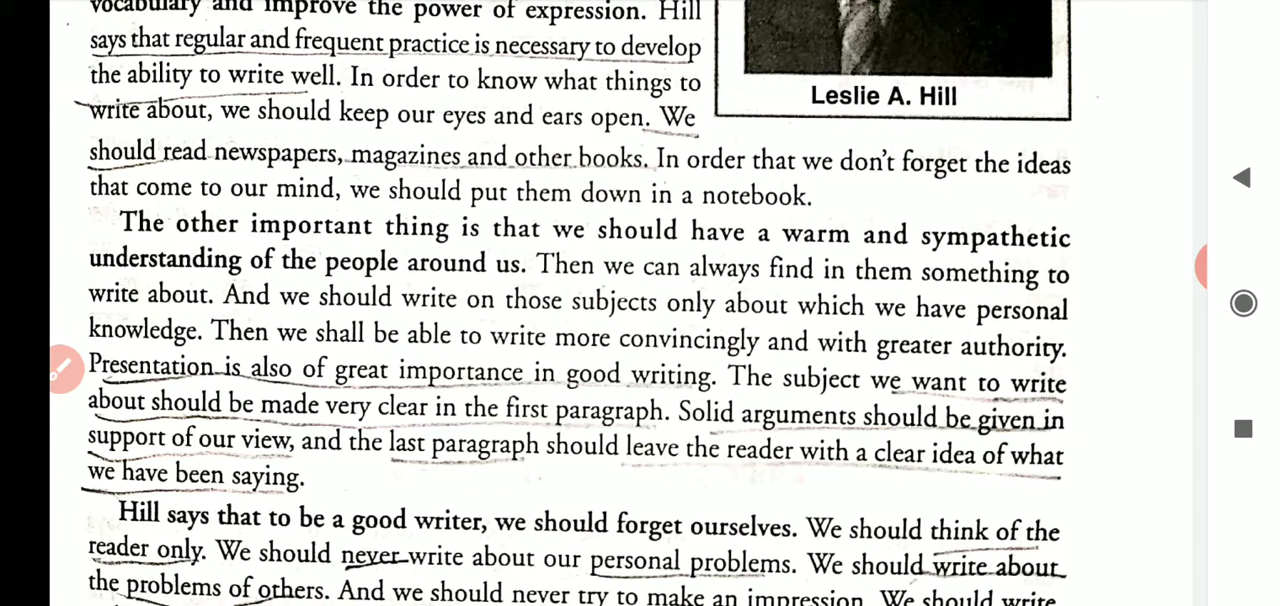 vocabulary and improve the power of expression. Hill
says that regular and frequent practice is necessary to develop
the ability to write well. In order to know what things to
write about, we should keep our eyes and ears open. We
Leslie A. Hill
should read newspapers, magazines and other books. In order that we don't forget the ideas
that come to our mind, we should put them down in a notebook.
The other important thing is that we should have a warm and sympathetic
understanding of the people around us. Then we can always find in them something to
write about. And we should write on those subjects only about which we have personal
knowledge. Then we shall be able to write more convincingly and with greater authority.
Presentation is also of great importance in good writing. The subject we want to write
about should be made very clear in the first paragraph. Solid arguments should be given in
support of our view, and the last paragraph should leave the reader with a clear idea of what
we have been saying.
Hill says that to be a good writer, we should forget ourselves. We should think of the
reader only. We should never write about our personal problems. We should write about
the problems of others. And we should never try to make an impression. We should write